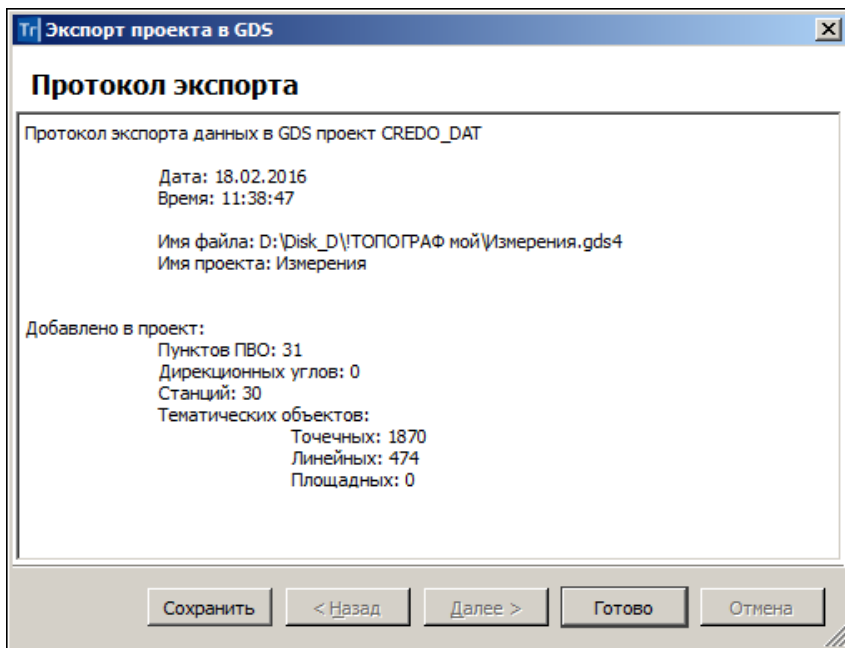 Tr Экспорт проекта в GDS
Протокол экспорта
Протокол экспорта данных в GDS проект CREDO_DAT
Дата: 18.02.2016
Время: 11:38:47
Имя файла: D:\Disk_D\!ТОПОГРАФ мой\Измерения.gds4
Имя проекта: Измерения
Добавлено в проект:
Пунктов ПВО: 31
Дирекционных углов: 0
Станций: 30
Тематических объектов:
Точечных: 1870
Линейных: 474
Площадных: 0
Сохранить < Назад Далее > Готово Отмена